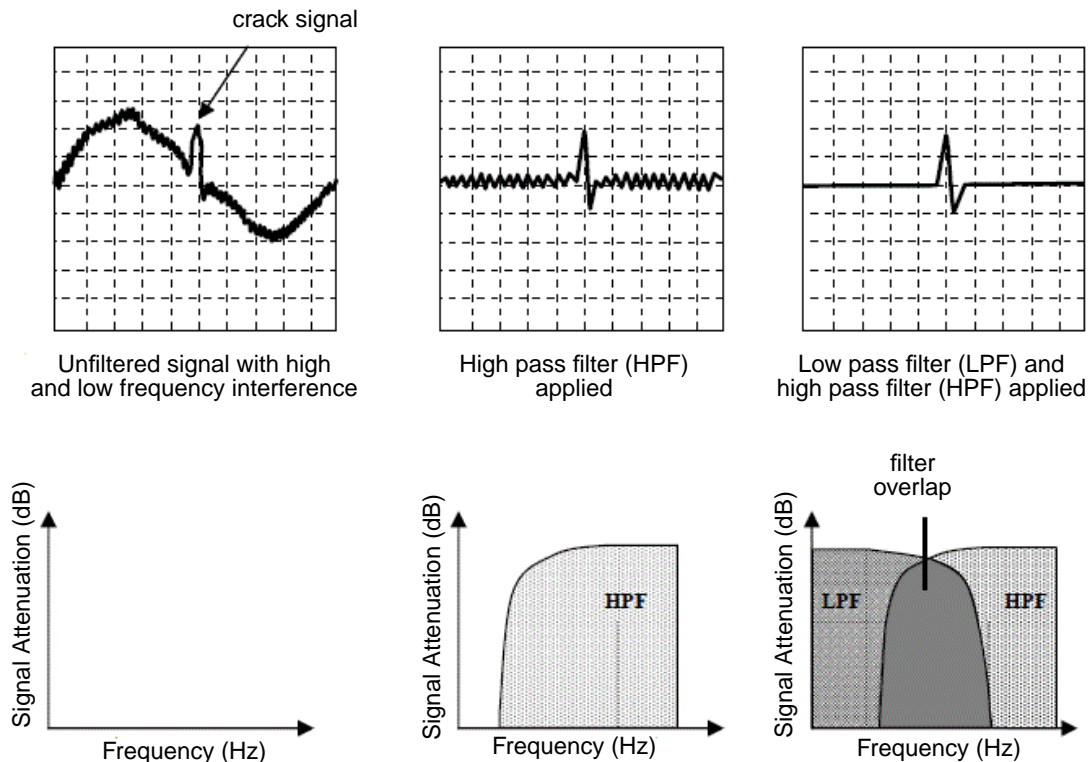 crack signal
Unfiltered signal with high
and low frequency interference
High pass filter (HPF)
applied
Low pass filter (LPF) and
high pass filter (HPF) applied
Signal Attenuation (dB)
Frequency (Hz)
Signal Attenuation (dB)
HPF
Frequency (Hz)
filter
overlap
Signal Attenuation (dB)
LPF
HPF
Frequency (Hz)